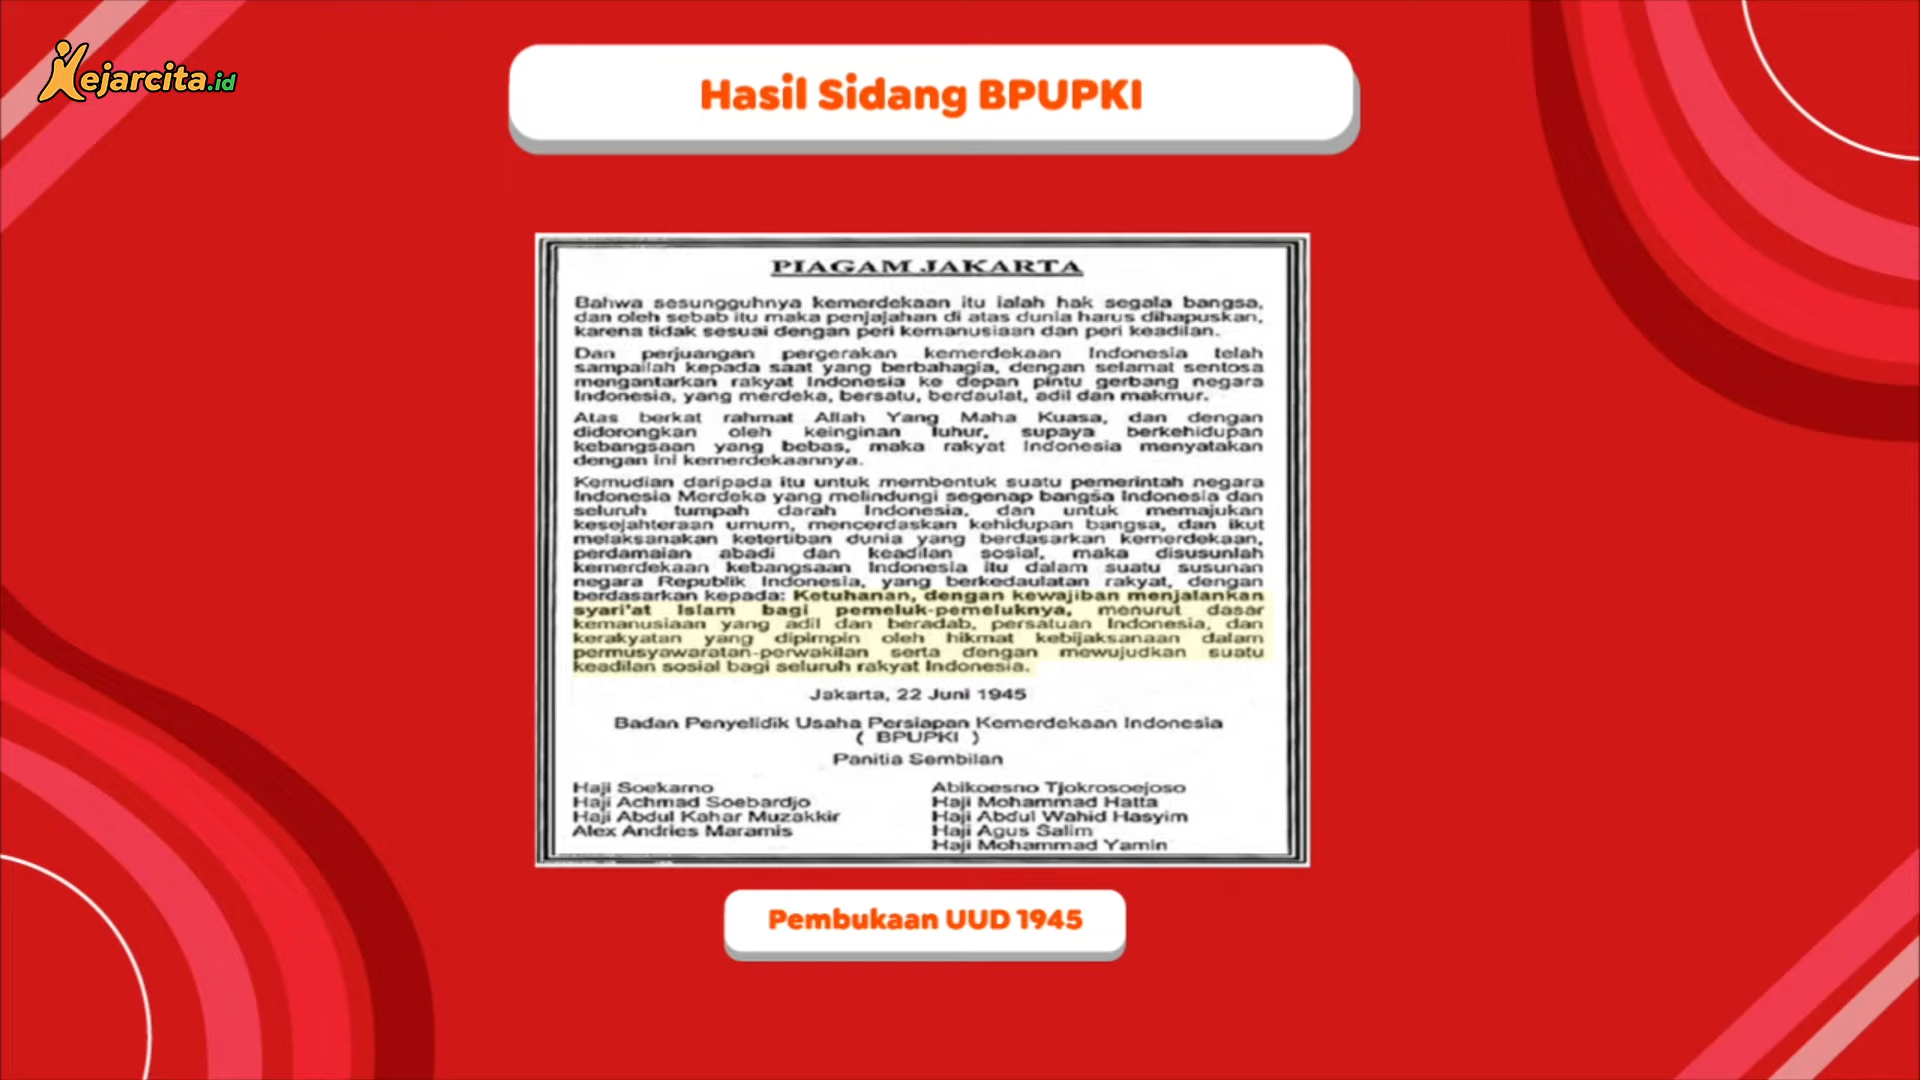 Kejarcita.id
Hasil Sidang BPUPKI
PIAGAM JAKARTA
Bahwa sesungguhnya kemerdekaan itu ialah hak segala bangsa,
dan oleh sebab itu maka penjajahan di atas dunia harus dihapuskan,
karena tidak sesuai dengan peri kemanusiaan dan peri keadilan.
Dan perjuangan pergerakan kemerdekaan Indonesia telah
sampailah kepada saat yang berbahagia, dengan selamat sentosa
mengantarkan rakyat Indonesia ke depan pintu gerbang negara
Indonesia, yang merdeka, bersatu, berdaulat, adil dan makmur.
Atas berkat rahmat Allah Yang Maha Kuasa, dan dengan
didorongkan oleh keinginan luhur, supaya berkehidupan
kebangsaan yang bebas, maka rakyat Indonesia menyatakan
dengan ini kemerdekaannya.
Kemudian daripada itu untuk membentuk suatu pemerintah negara
Indonesia Merdeka yang melindungi segenap bangsa Indonesia dan
seluruh tumpah darah Indonesia, dan untuk memajukan
kesejahteraan umum, mencerdaskan kehidupan bangsa, dan ikut
melaksanakan ketertiban dunia yang berdasarkan kemerdekaan,
perdamaian abadi dan keadilan sosial, maka disusunlah
kemerdekaan kebangsaan Indonesia itu dalam suatu susunan
negara Republik Indonesia, yang berkedaulatan rakyat, dengan
berdasarkan kepada: Ketuhanan, dengan kewajiban menjalankan
syari'at Islam bagi pemeluk-pemeluknya, menurut dasar
kemanusiaan yang adil dan beradab, persatuan Indonesia, dan
kerakyatan yang dipimpin oleh hikmat kebijaksanaan dalam
permusyawaratan-perwakilan serta dengan mewujudkan suatu
keadilan sosial bagi seluruh rakyat Indonesia.
Jakarta, 22 Juni 1945
Badan Penyelidik Usaha Persiapan Kemerdekaan Indonesia
( BPUPKI )
Panitia Sembilan
Haji Soekarno
Haji Achmad Soebardjo
Haji Abdul Kahar Muzakkir
Alex Andries Maramis
Abikoesno Tjokrosoejoso
Haji Mohammad Hatta
Haji Abdul Wahid Hasyim
Haji Agus Salim
Haji Mohammad Yamin
Pembukaan UUD 1945